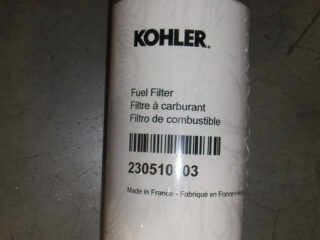 KOHLER.
Fuel Filter
Filtre à carburant
Filtro de combustible
Made in France - Fabriqué en France